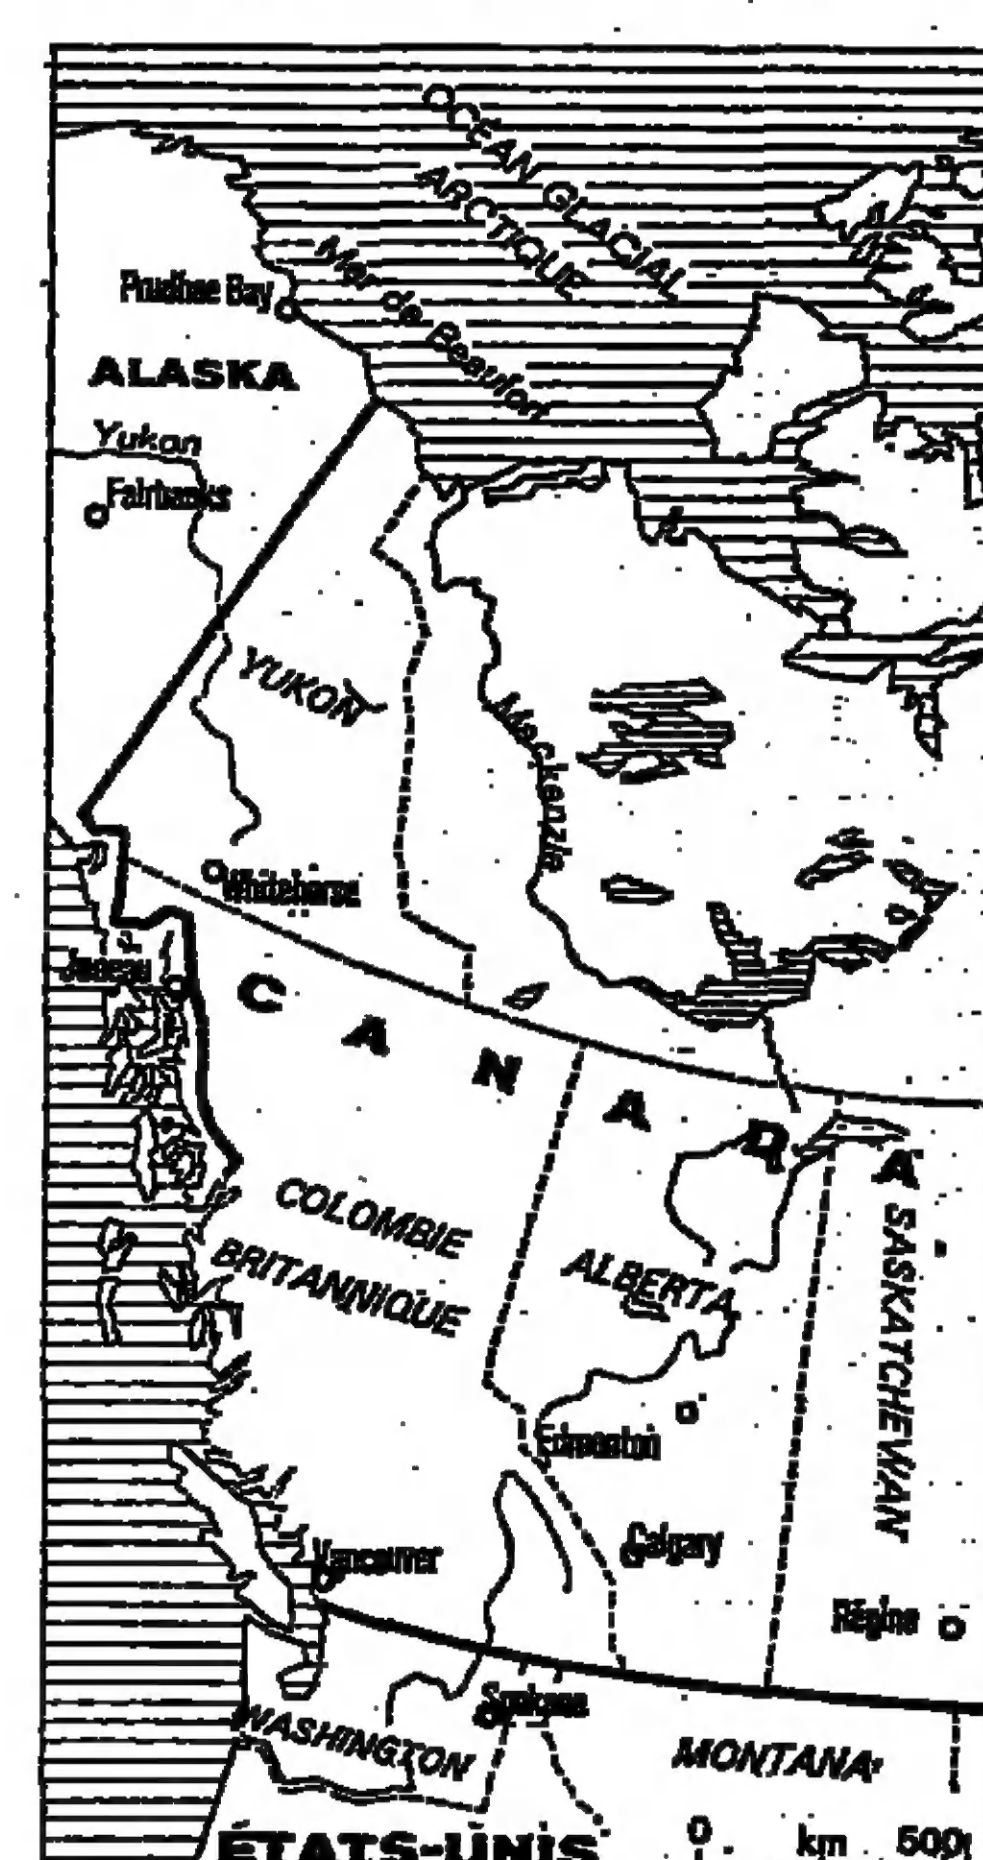 OCÉAN GLACIAL
ARCTIQUE
Mer de Beaufort
Prudhoe Bay
ALASKA
Yukon
Fairbanks
YUKON
Mackenzie
Whitehorse
Juneau
CANADA
COLOMBIE
BRITANNIQUE
ALBERTA
SASKATCHEWAN
Edmonton
Calgary
Vancouver
Régina
Spokane
WASHINGTON
MONTANA
ÉTATS-UNIS
0 km 500